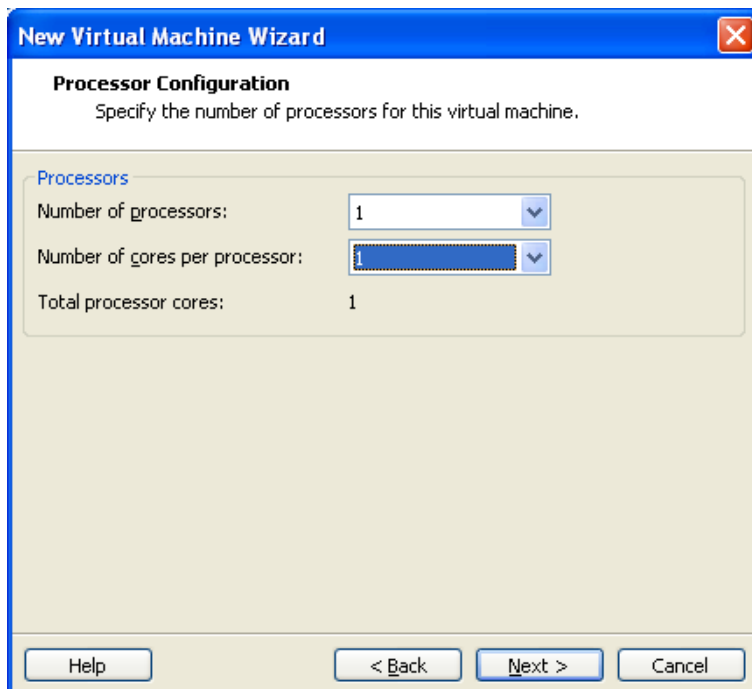 New Virtual Machine Wizard
Processor Configuration
Specify the number of processors for this virtual machine.
Processors
Number of processors: 1
Number of cores per processor: 1
Total processor cores: 1
Help < Back Next > Cancel